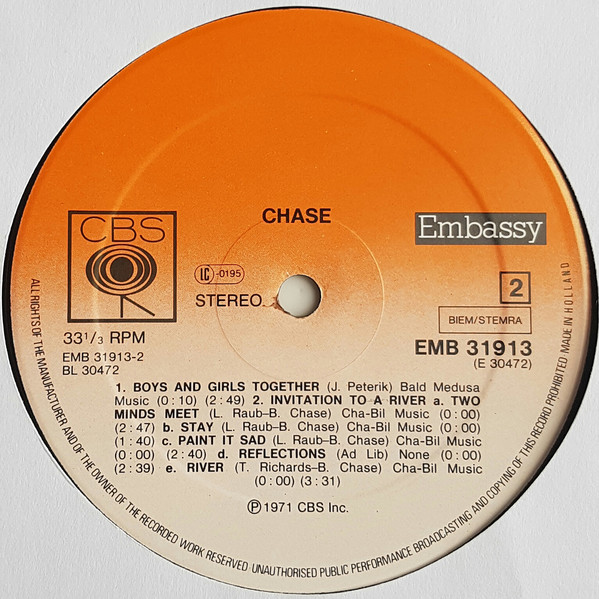 CHASE
CBS
Embassy
LC -0195
STEREO
2
BIEM/STEMRA
33 1/3 RPM
EMB 31913-2
BL 30472
EMB 31913
(E 30472)
1. BOYS AND GIRLS TOGETHER (J. Peterik) Bald Medusa
Music (0:10) (2:49) 2. INVITATION TO A RIVER a. TWO
MINDS MEET (L. Raub-B. Chase) Cha-Bil Music (0:00)
(2:47) b. STAY (L. Raub-B. Chase) Cha-Bil Music (0:00)
(1:40) c. PAINT IT SAD (L. Raub-B. Chase) Cha-Bil Music
(0:00) (2:40) d. REFLECTIONS (Ad Lib) None (0:00)
(2:39) e. RIVER (T. Richards-B. Chase) Cha-Bil Music
(0:00) (3:31)
℗ 1971 CBS Inc.
ALL RIGHTS OF THE MANUFACTURER AND OF THE OWNER OF THE RECORDED WORK RESERVED. UNAUTHORISED PUBLIC PERFORMANCE BROADCASTING AND COPYING OF THIS RECORD PROHIBITED MADE IN HOLLAND